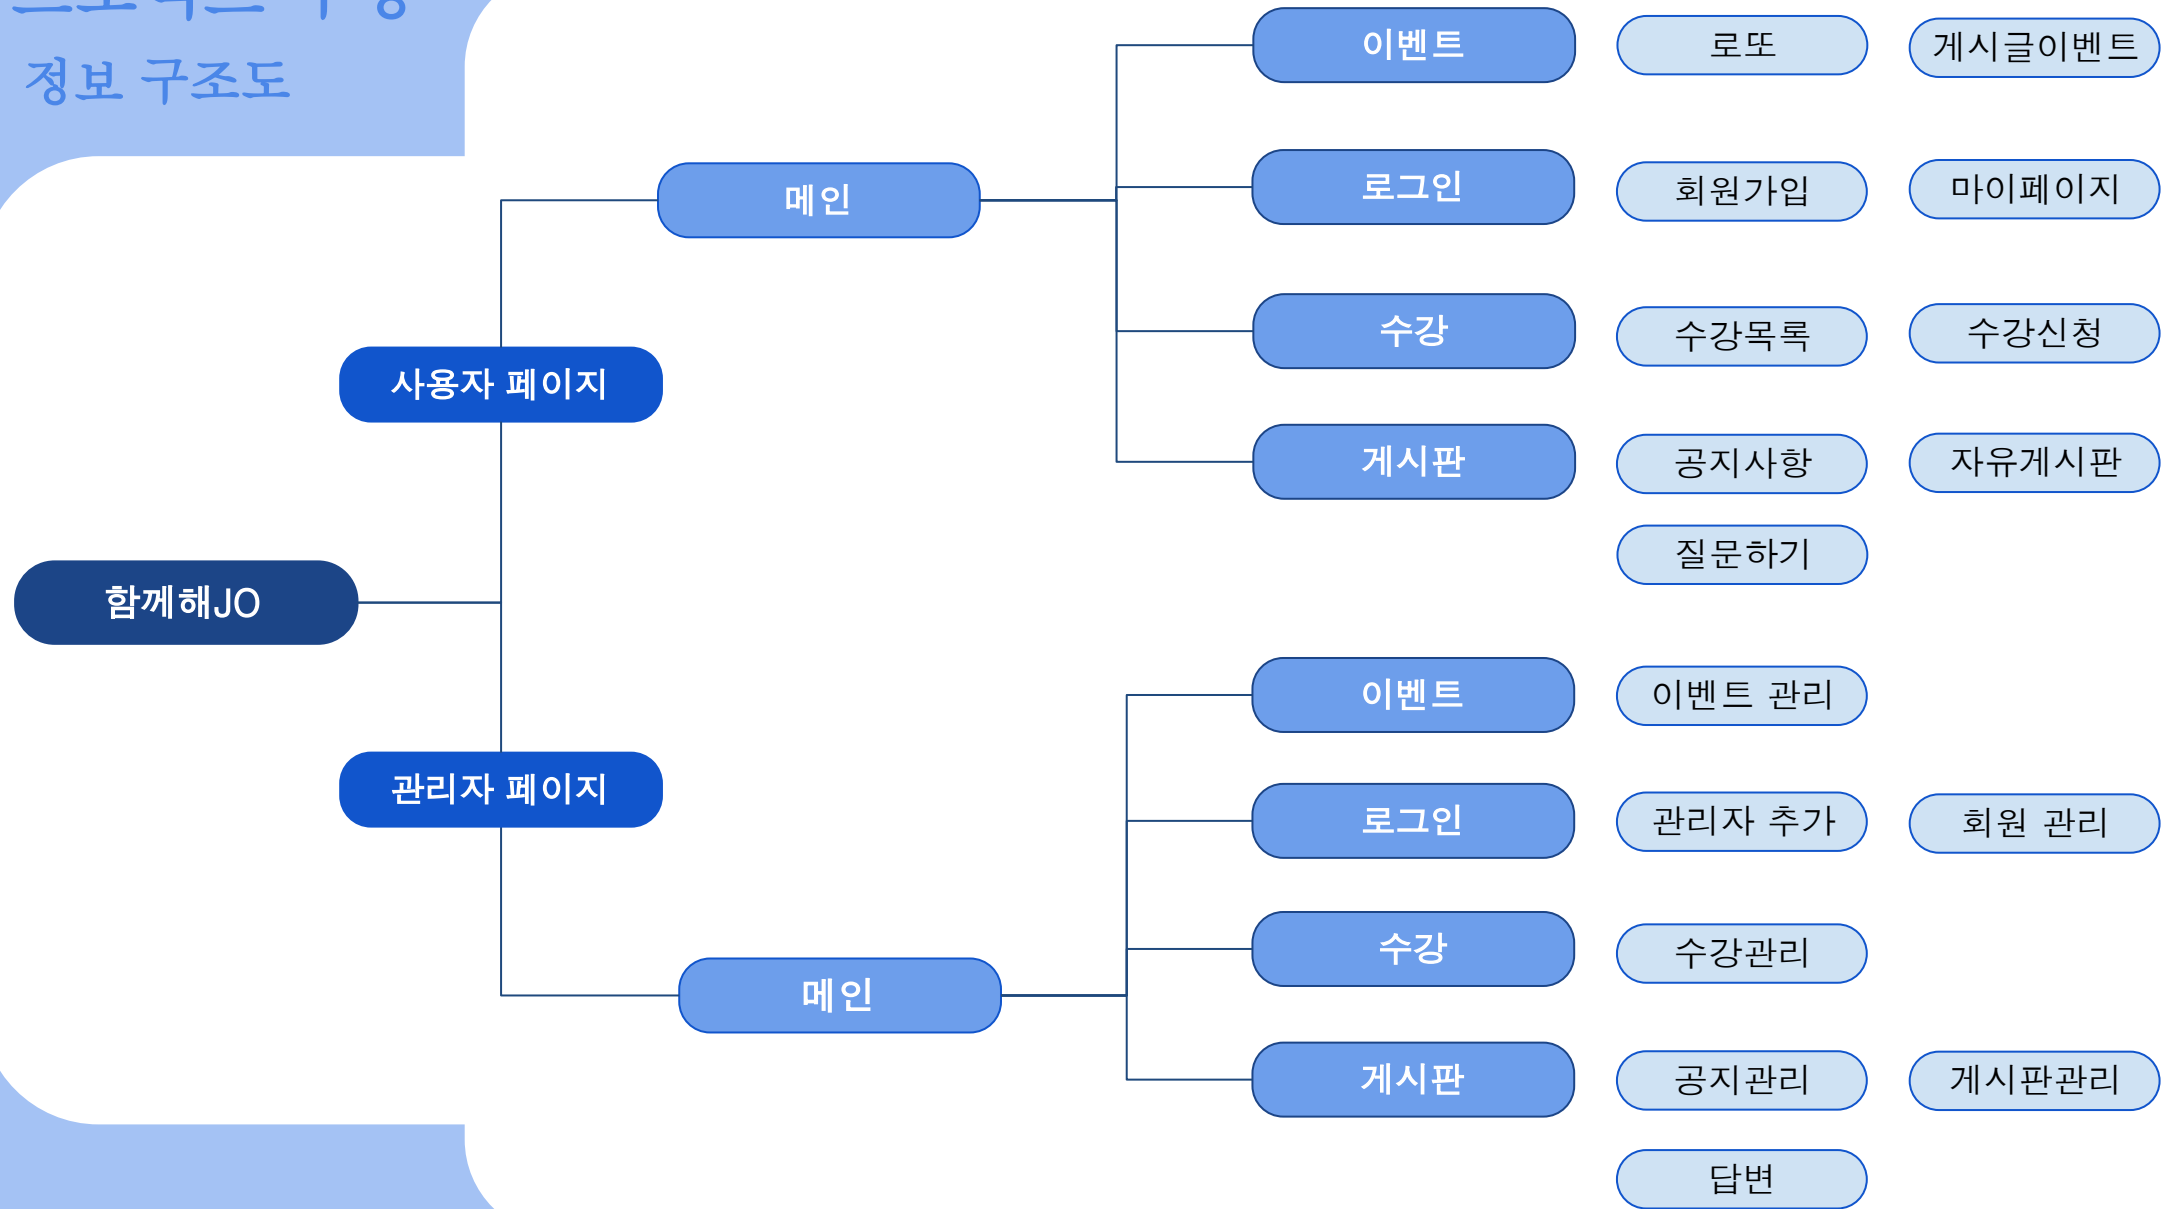 정보 구조도
이벤트
로또
게시글이벤트
로그인
회원가입
마이페이지
메인
수강
수강목록
수강신청
사용자 페이지
게시판
공지사항
자유게시판
질문하기
함께해JO
이벤트
이벤트 관리
관리자 페이지
로그인
관리자 추가
회원 관리
수강
수강관리
메인
게시판
공지관리
게시판관리
답변